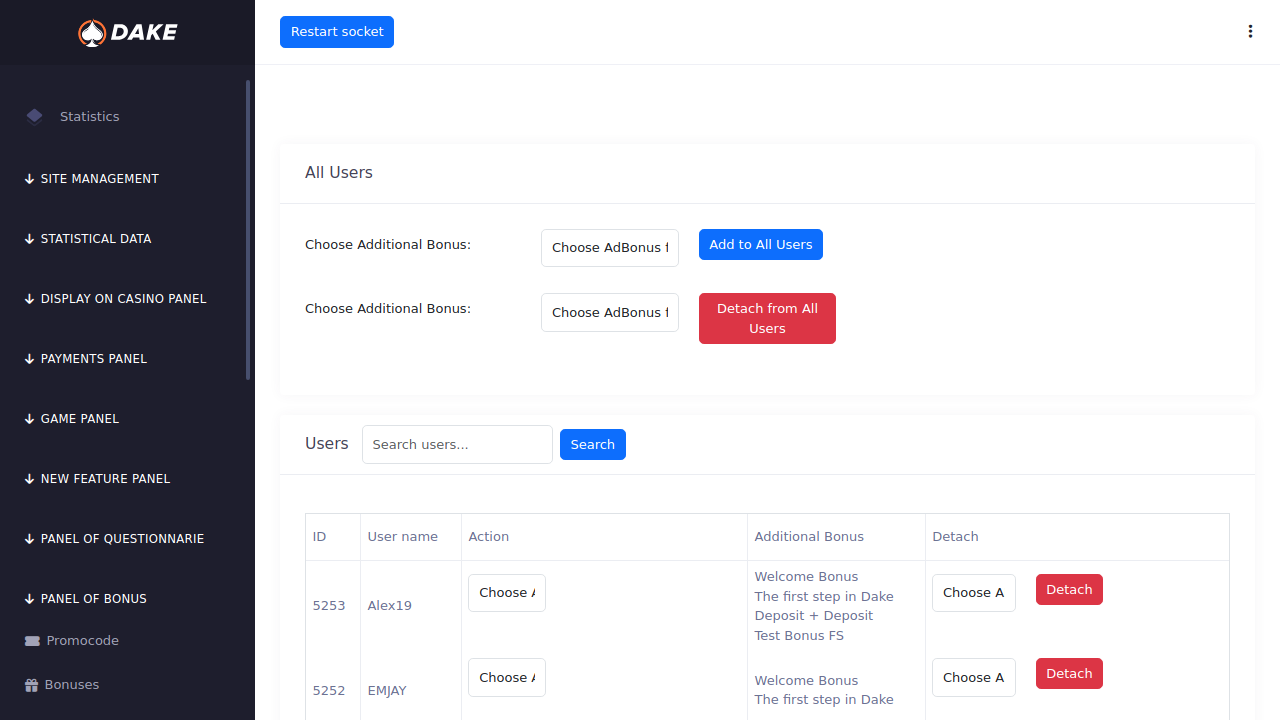 DAKE
Restart socket
Statistics
SITE MANAGEMENT
STATISTICAL DATA
DISPLAY ON CASINO PANEL
PAYMENTS PANEL
GAME PANEL
NEW FEATURE PANEL
PANEL OF QUESTIONNARIE
PANEL OF BONUS
Promocode
Bonuses
All Users
Choose Additional Bonus:
Choose AdBonus f
Add to All Users
Choose Additional Bonus:
Choose AdBonus f
Detach from All
Users
Users
Search users...
Search
ID
User name
Action
Additional Bonus
Detach
5253
Alex19
Choose A
Welcome Bonus
The first step in Dake
Deposit + Deposit
Test Bonus FS
Choose A
Detach
5252
EMJAY
Choose A
Welcome Bonus
The first step in Dake
Choose A
Detach